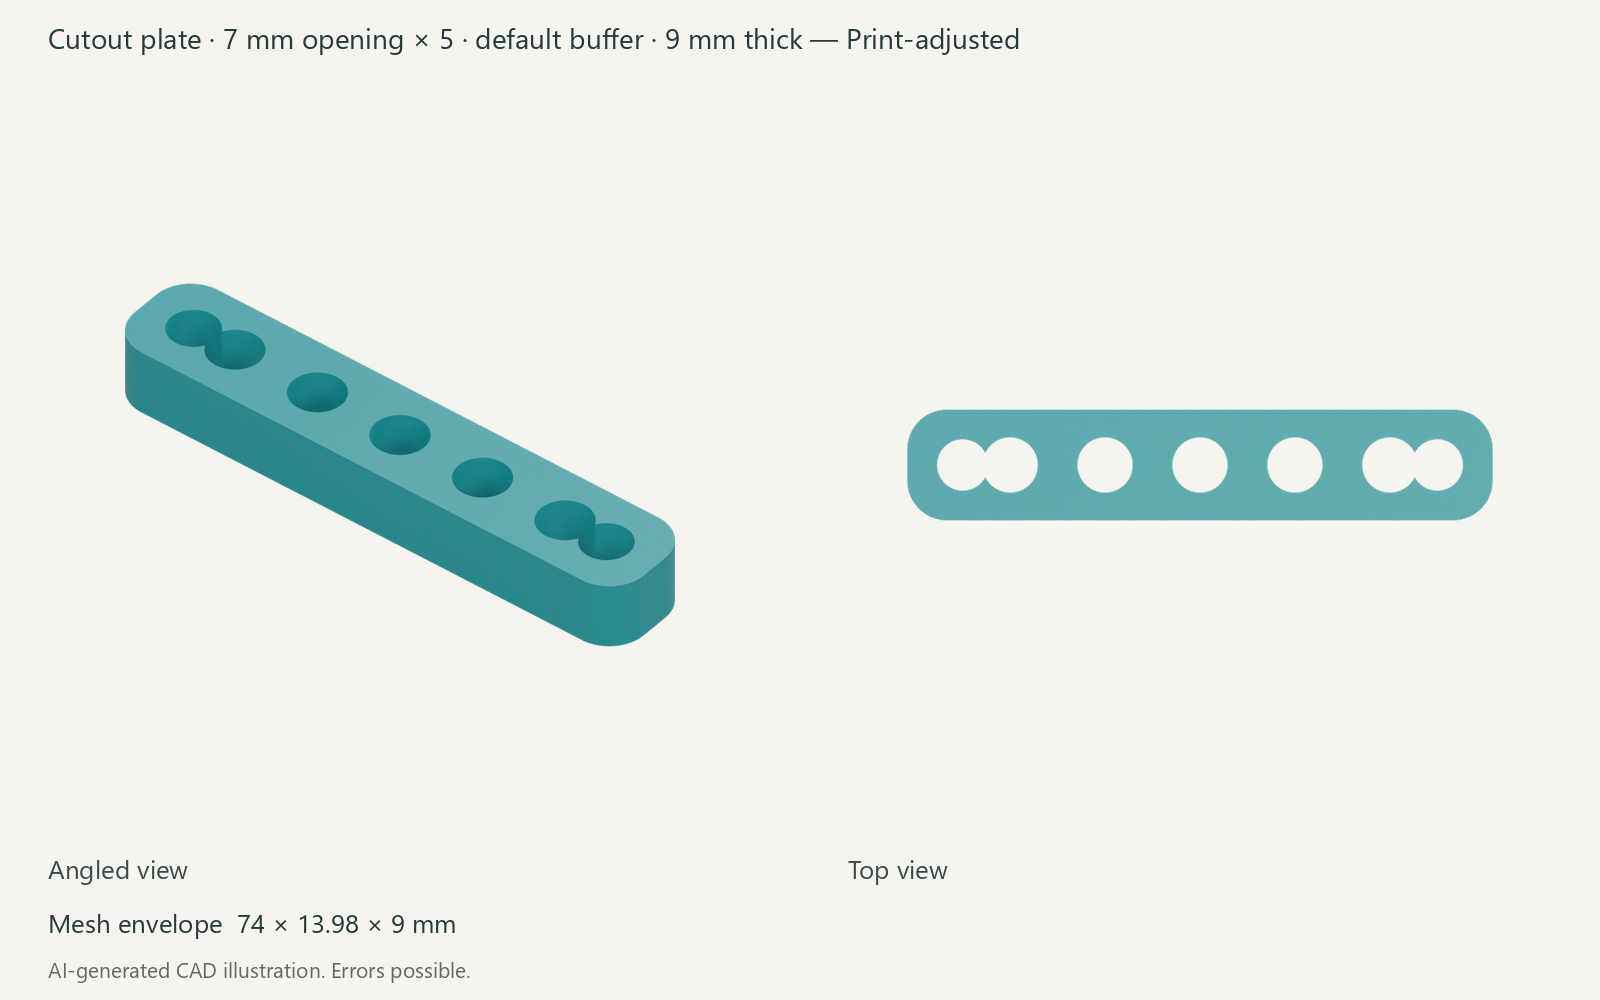 Cutout plate · 7 mm opening × 5 · default buffer · 9 mm thick — Print-adjusted
Angled view
Top view
Mesh envelope  74 × 13.98 × 9 mm
AI-generated CAD illustration. Errors possible.